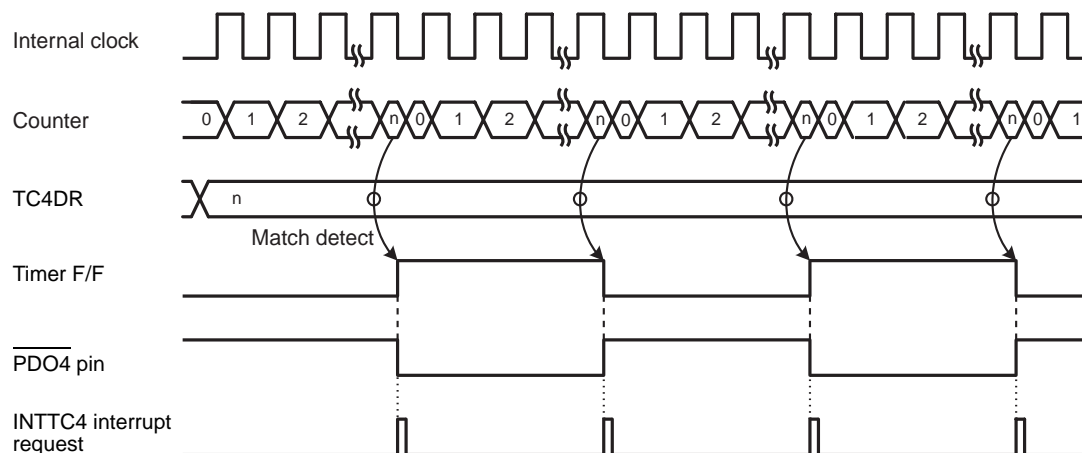 Internal clock
Counter
0 1 2 n 0 1 2 n 0 1 2 n 0 1 2 n 0 1
TC4DR
n
Match detect
Timer F/F
PDO4 pin
INTTC4 interrupt
request